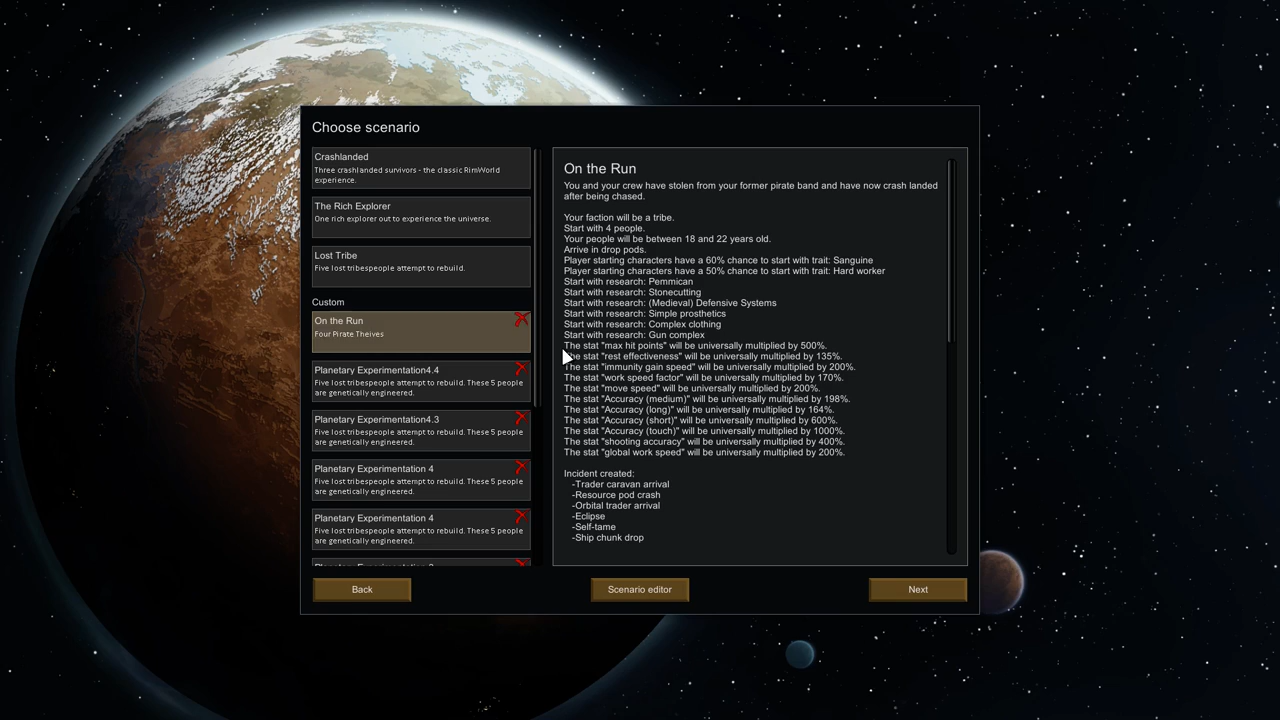 Choose scenario
Crashlanded
Three crashlanded survivors - the classic RimWorld
experience.
The Rich Explorer
One rich explorer out to experience the universe.
Lost Tribe
Five lost tribespeople attempt to rebuild.
Custom
On the Run
Four Pirate Theives
Planetary Experimentation4.4
Five lost tribespeople attempt to rebuild. These 5 people
are genetically engineered.
Planetary Experimentation4.3
Five lost tribespeople attempt to rebuild. These 5 people
are genetically engineered.
Planetary Experimentation 4
Five lost tribespeople attempt to rebuild. These 5 people
are genetically engineered.
Planetary Experimentation 4
Five lost tribespeople attempt to rebuild. These 5 people
are genetically engineered.
Planetary Experimentation
On the Run
You and your crew have stolen from your former pirate band and have now crash landed
after being chased.
Your faction will be a tribe.
Start with 4 people.
Your people will be between 18 and 22 years old.
Arrive in drop pods.
Player starting characters have a 60% chance to start with trait: Sanguine
Player starting characters have a 50% chance to start with trait: Hard worker
Start with research: Pemmican
Start with research: Stonecutting
Start with research: (Medieval) Defensive Systems
Start with research: Simple prosthetics
Start with research: Complex clothing
Start with research: Gun complex
The stat "max hit points" will be universally multiplied by 500%.
The stat "rest effectiveness" will be universally multiplied by 135%.
The stat "immunity gain speed" will be universally multiplied by 200%.
The stat "work speed factor" will be universally multiplied by 170%.
The stat "move speed" will be universally multiplied by 200%.
The stat "Accuracy (medium)" will be universally multiplied by 198%.
The stat "Accuracy (long)" will be universally multiplied by 164%.
The stat "Accuracy (short)" will be universally multiplied by 600%.
The stat "Accuracy (touch)" will be universally multiplied by 1000%.
The stat "shooting accuracy" will be universally multiplied by 400%.
The stat "global work speed" will be universally multiplied by 200%.
Incident created:
-Trader caravan arrival
-Resource pod crash
-Orbital trader arrival
-Eclipse
-Self-tame
-Ship chunk drop
Back
Scenario editor
Next